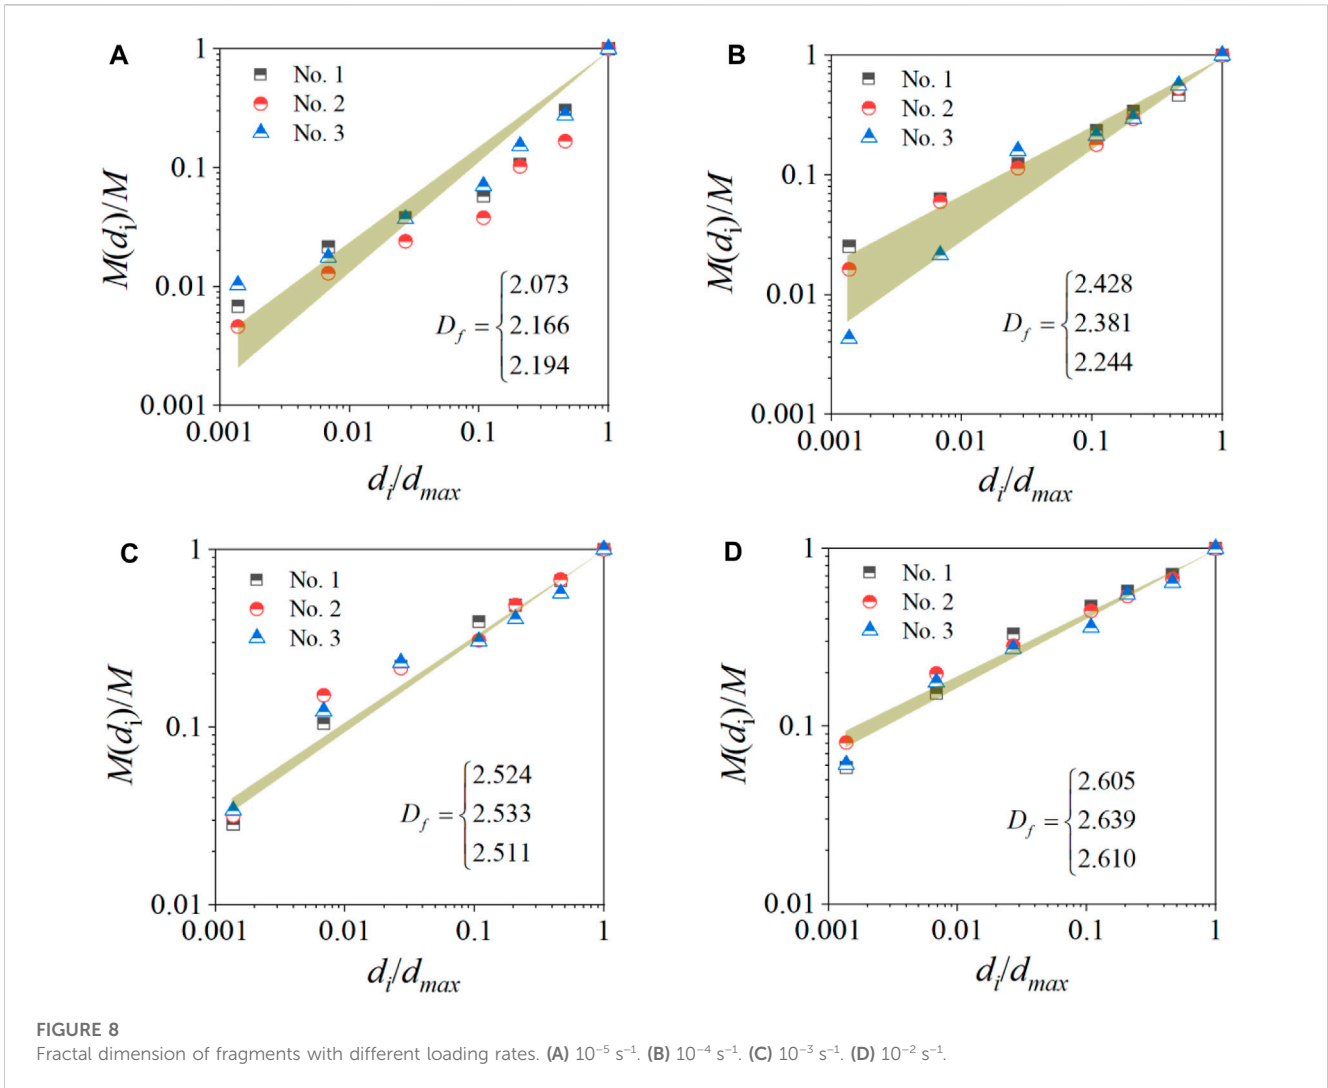 A
1
0.1
0.01
0.001
0.001
0.01
0.1
1
M(di)/M
di/dmax
No. 1
No. 2
No. 3
Df = { 2.073
2.166
2.194
B
1
0.1
0.01
0.001
0.001
0.01
0.1
1
M(di)/M
di/dmax
No. 1
No. 2
No. 3
Df = { 2.428
2.381
2.244
C
1
0.1
0.01
0.001
0.01
0.1
1
M(di)/M
di/dmax
No. 1
No. 2
No. 3
Df = { 2.524
2.533
2.511
D
1
0.1
0.01
0.001
0.01
0.1
1
M(di)/M
di/dmax
No. 1
No. 2
No. 3
Df = { 2.605
2.639
2.610
FIGURE 8
Fractal dimension of fragments with different loading rates. (A) 10⁻⁵ s⁻¹. (B) 10⁻⁴ s⁻¹. (C) 10⁻³ s⁻¹. (D) 10⁻² s⁻¹.